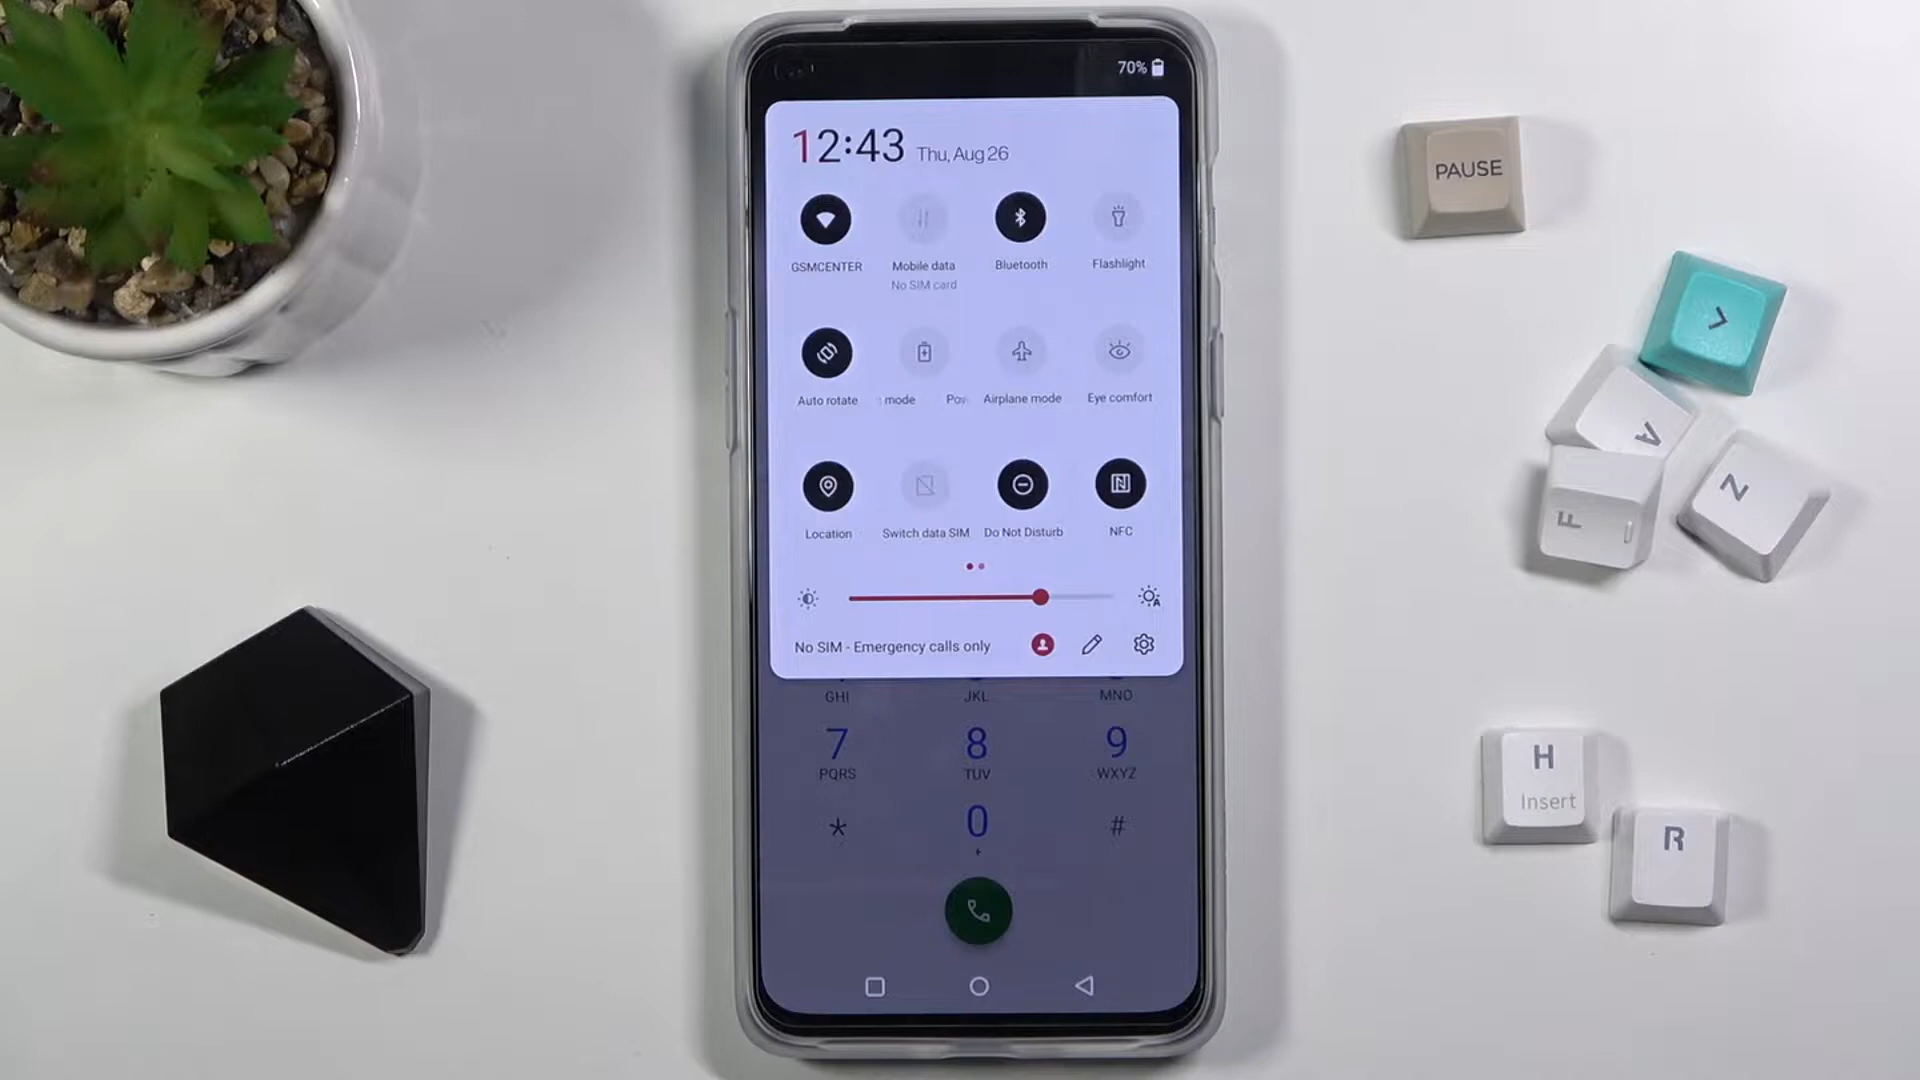 70%
12:43 Thu, Aug 26
GSMCENTER Mobile data Bluetooth Flashlight
No SIM card
Auto rotate mode Airplane mode Eye comfort
Location Switch data SIM Do Not Disturb NFC
No SIM - Emergency calls only
GHI JKL MNO
7 8 9
PQRS TUV WXYZ
* 0 #
+
PAUSE
>
A
F
Z
H
Insert
R